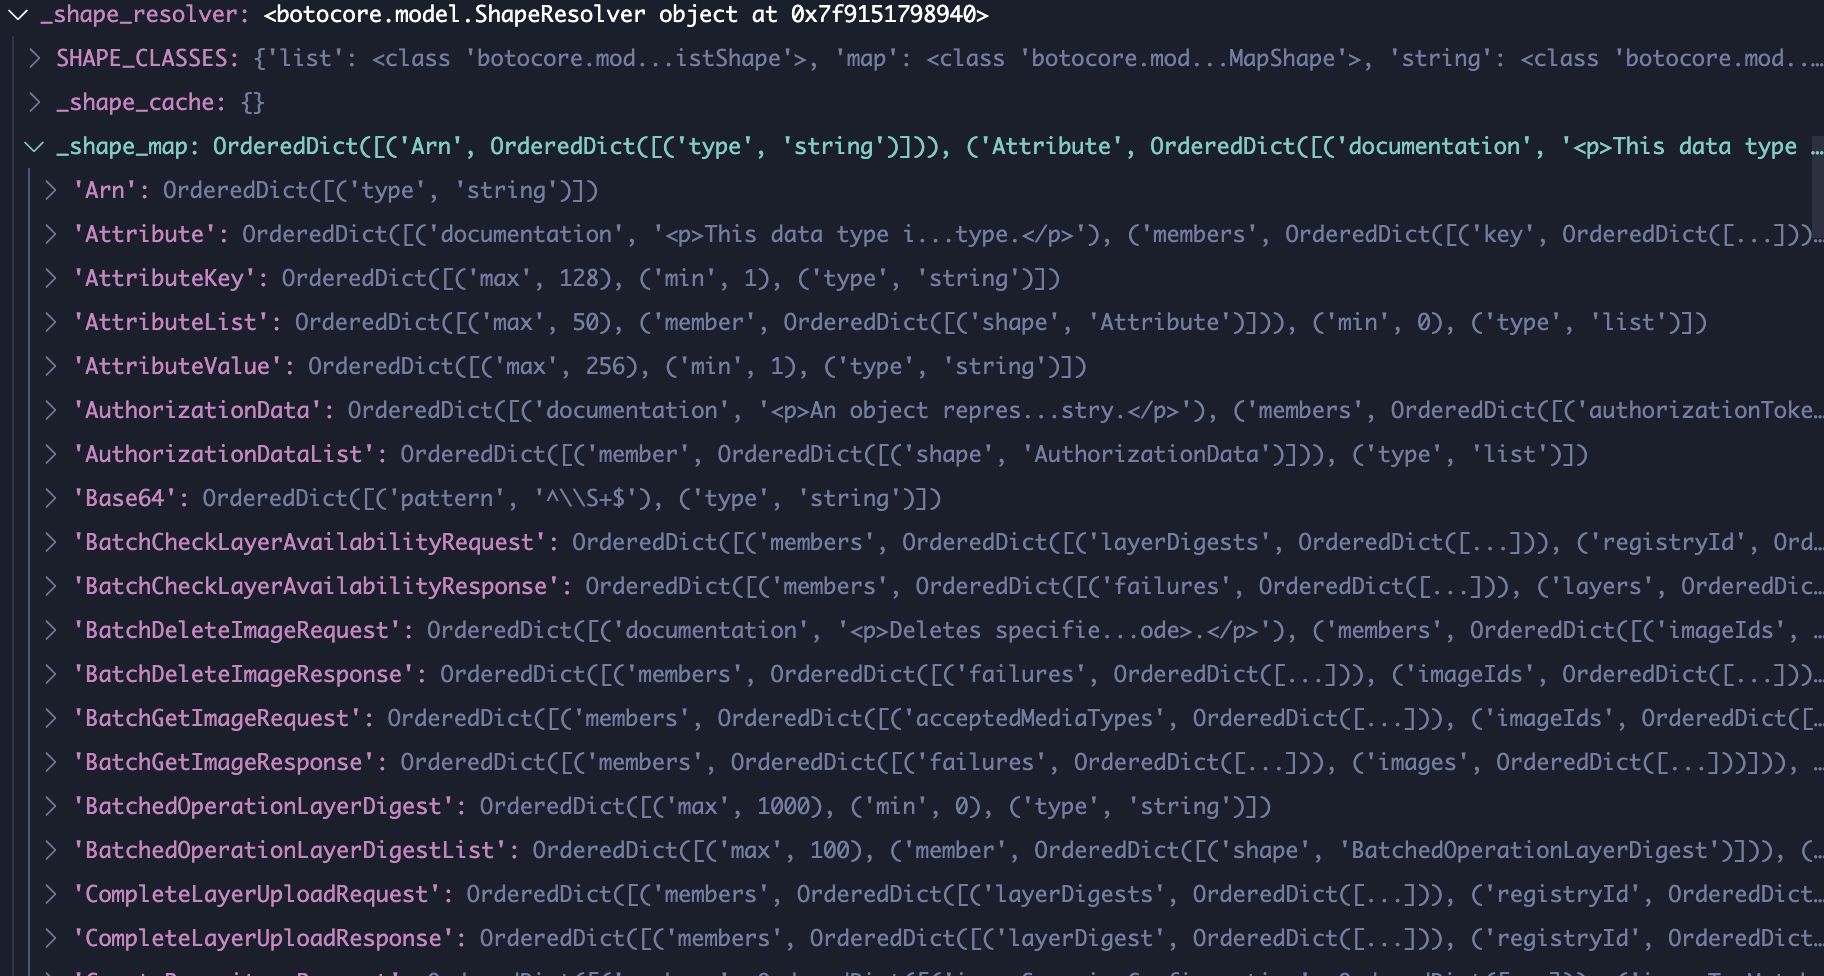 _shape_resolver: <botocore.model.ShapeResolver object at 0x7f9151798940>
SHAPE_CLASSES: {'list': <class 'botocore.mod...istShape'>, 'map': <class 'botocore.mod...MapShape'>, 'string': <class 'botocore.mod...…
_shape_cache: {}
_shape_map: OrderedDict([('Arn', OrderedDict([('type', 'string')])), ('Attribute', OrderedDict([('documentation', '<p>This data type …
'Arn': OrderedDict([('type', 'string')])
'Attribute': OrderedDict([('documentation', '<p>This data type i...type.</p>'), ('members', OrderedDict([('key', OrderedDict([...]))…
'AttributeKey': OrderedDict([('max', 128), ('min', 1), ('type', 'string')])
'AttributeList': OrderedDict([('max', 50), ('member', OrderedDict([('shape', 'Attribute')])), ('min', 0), ('type', 'list')])
'AttributeValue': OrderedDict([('max', 256), ('min', 1), ('type', 'string')])
'AuthorizationData': OrderedDict([('documentation', '<p>An object repres...stry.</p>'), ('members', OrderedDict([('authorizationToke…
'AuthorizationDataList': OrderedDict([('member', OrderedDict([('shape', 'AuthorizationData')])), ('type', 'list')])
'Base64': OrderedDict([('pattern', '^\\S+$'), ('type', 'string')])
'BatchCheckLayerAvailabilityRequest': OrderedDict([('members', OrderedDict([('layerDigests', OrderedDict([...])), ('registryId', Ord…
'BatchCheckLayerAvailabilityResponse': OrderedDict([('members', OrderedDict([('failures', OrderedDict([...])), ('layers', OrderedDic…
'BatchDeleteImageRequest': OrderedDict([('documentation', '<p>Deletes specifie...ode>.</p>'), ('members', OrderedDict([('imageIds', …
'BatchDeleteImageResponse': OrderedDict([('members', OrderedDict([('failures', OrderedDict([...])), ('imageIds', OrderedDict([...]))…
'BatchGetImageRequest': OrderedDict([('members', OrderedDict([('acceptedMediaTypes', OrderedDict([...])), ('imageIds', OrderedDict([…
'BatchGetImageResponse': OrderedDict([('members', OrderedDict([('failures', OrderedDict([...])), ('images', OrderedDict([...]))])), …
'BatchedOperationLayerDigest': OrderedDict([('max', 1000), ('min', 0), ('type', 'string')])
'BatchedOperationLayerDigestList': OrderedDict([('max', 100), ('member', OrderedDict([('shape', 'BatchedOperationLayerDigest')])), (…
'CompleteLayerUploadRequest': OrderedDict([('members', OrderedDict([('layerDigests', OrderedDict([...])), ('registryId', OrderedDict…
'CompleteLayerUploadResponse': OrderedDict([('members', OrderedDict([('layerDigest', OrderedDict([...])), ('registryId', OrderedDict…